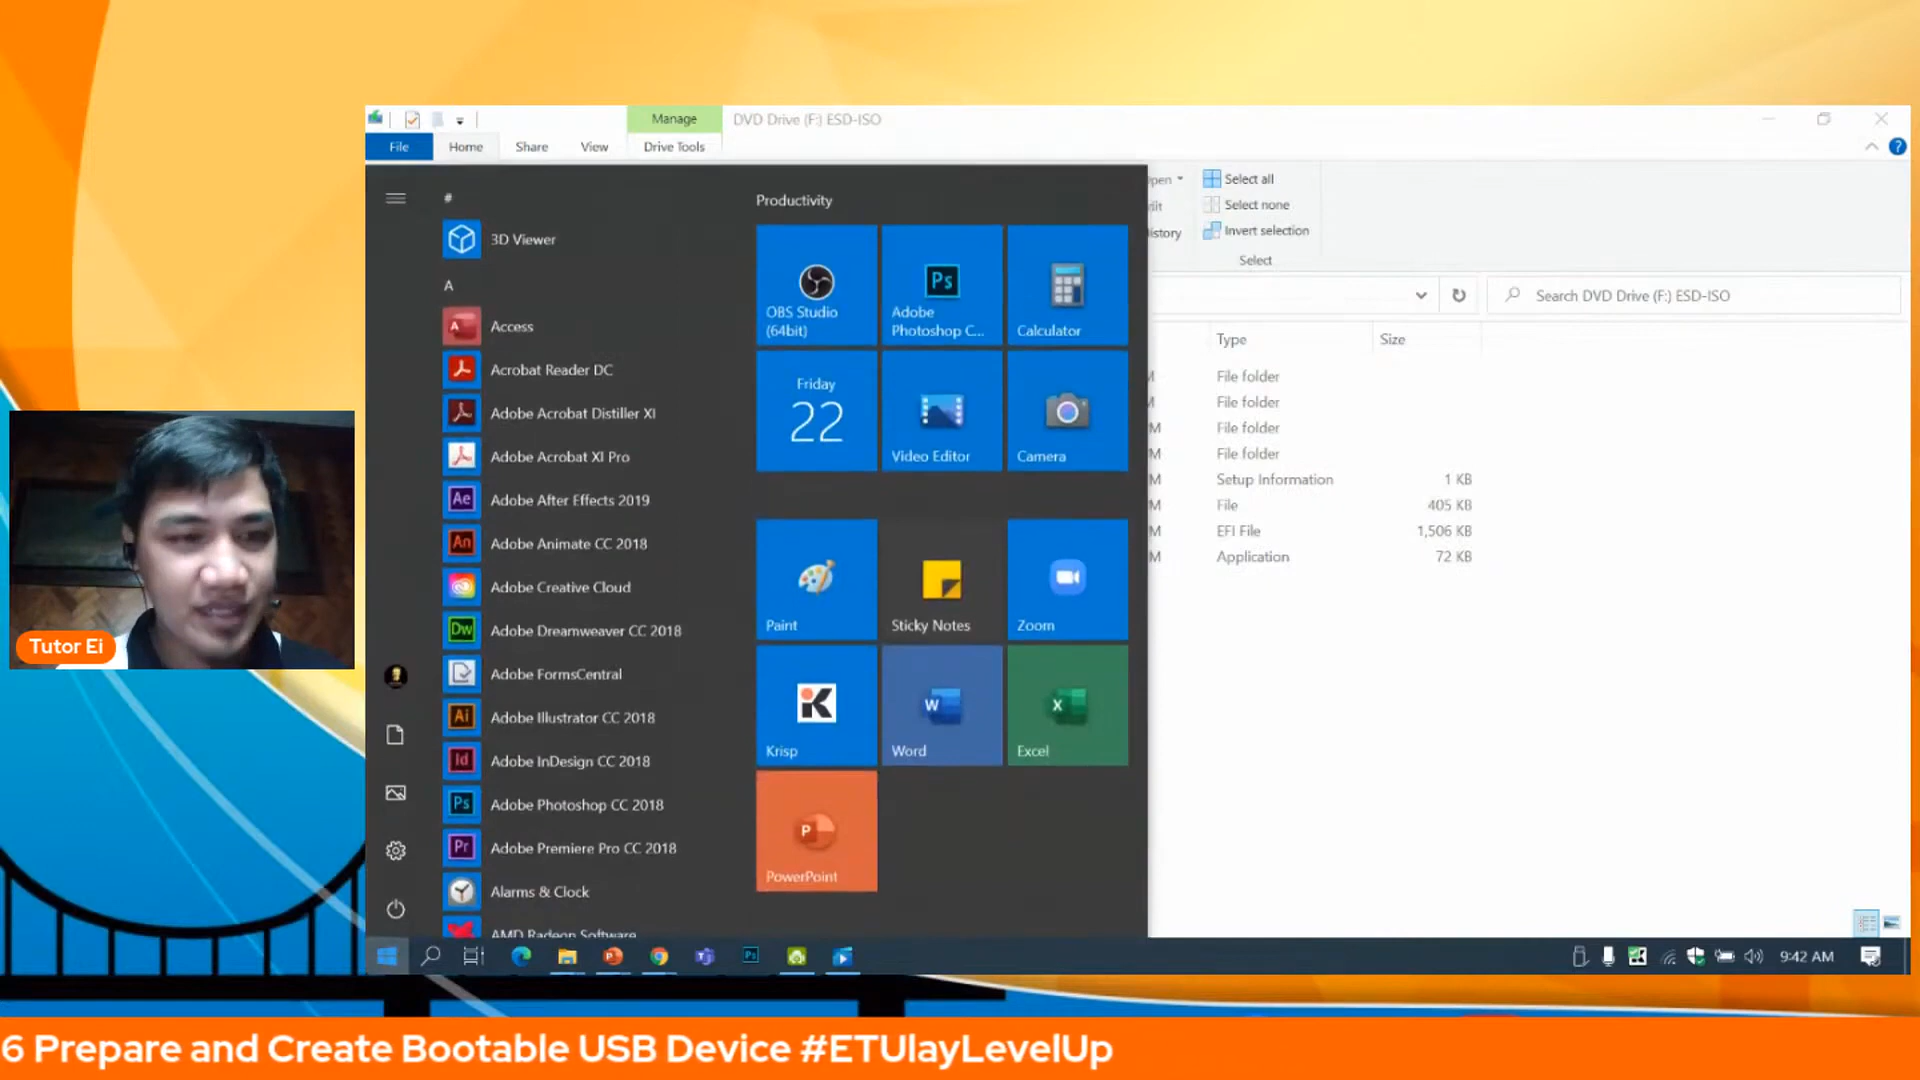 Manage
DVD Drive (F:) ESD-ISO
File
Home
Share
View
Drive Tools
Select all
Select none
Invert selection
Select
Search DVD Drive (F:) ESD-ISO
Type
Size
File folder
File folder
File folder
File folder
Setup Information
1 KB
File
405 KB
EFI File
1,506 KB
Application
72 KB
#
3D Viewer
A
Access
Acrobat Reader DC
Adobe Acrobat Distiller XI
Adobe Acrobat XI Pro
Adobe After Effects 2019
Adobe Animate CC 2018
Adobe Creative Cloud
Adobe Dreamweaver CC 2018
Adobe FormsCentral
Adobe Illustrator CC 2018
Adobe InDesign CC 2018
Adobe Photoshop CC 2018
Adobe Premiere Pro CC 2018
Alarms & Clock
AMD Radeon Software
Productivity
OBS Studio
(64bit)
Ps
Adobe
Photoshop C...
Calculator
Friday
22
Video Editor
Camera
Paint
Sticky Notes
Zoom
Krisp
Word
Excel
PowerPoint
9:42 AM
Tutor Ei
6 Prepare and Create Bootable USB Device #ETUlayLevelUp